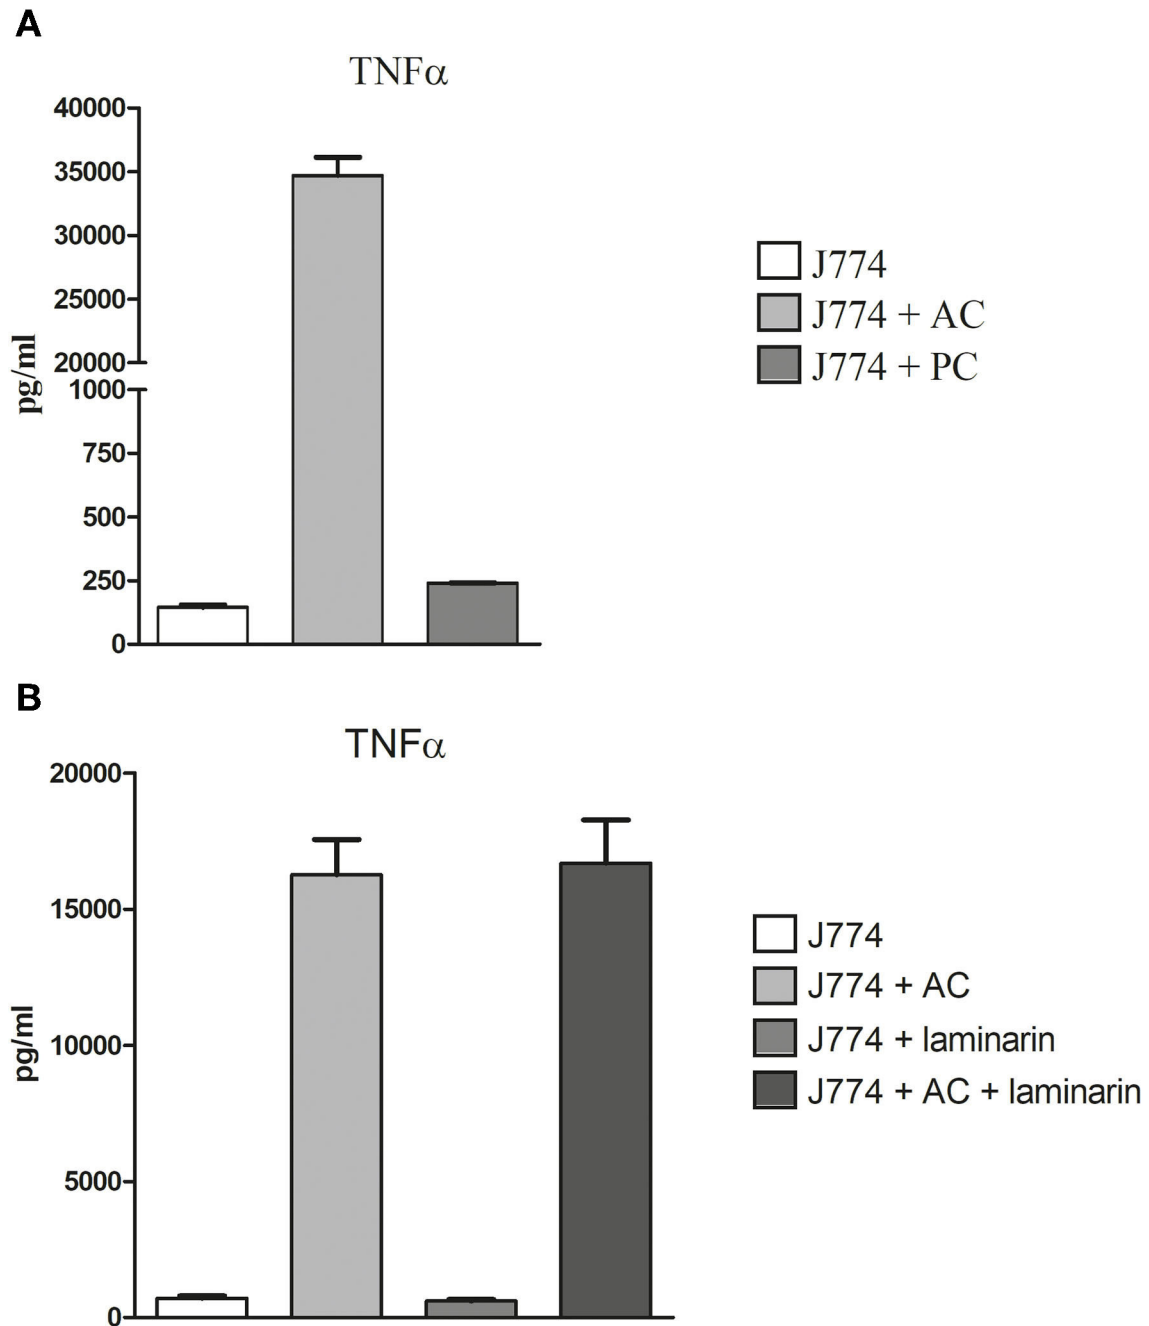 A
TNFα
40000
35000
30000
25000
20000
1000
750
500
250
0
pg/ml
J774
J774 + AC
J774 + PC
B
TNFα
20000
15000
10000
5000
0
pg/ml
J774
J774 + AC
J774 + laminarin
J774 + AC + laminarin